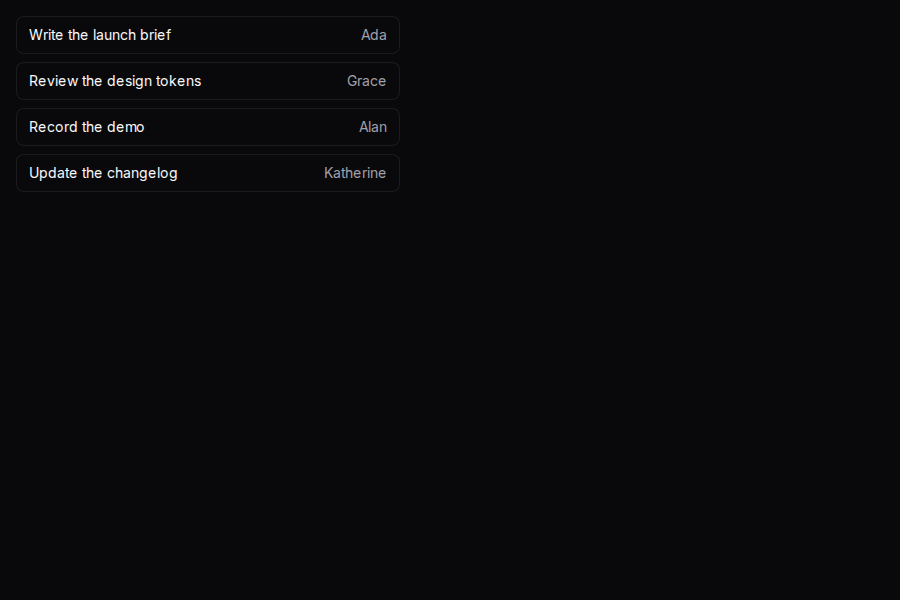 Write the launch brief Ada
Review the design tokens Grace
Record the demo Alan
Update the changelog Katherine